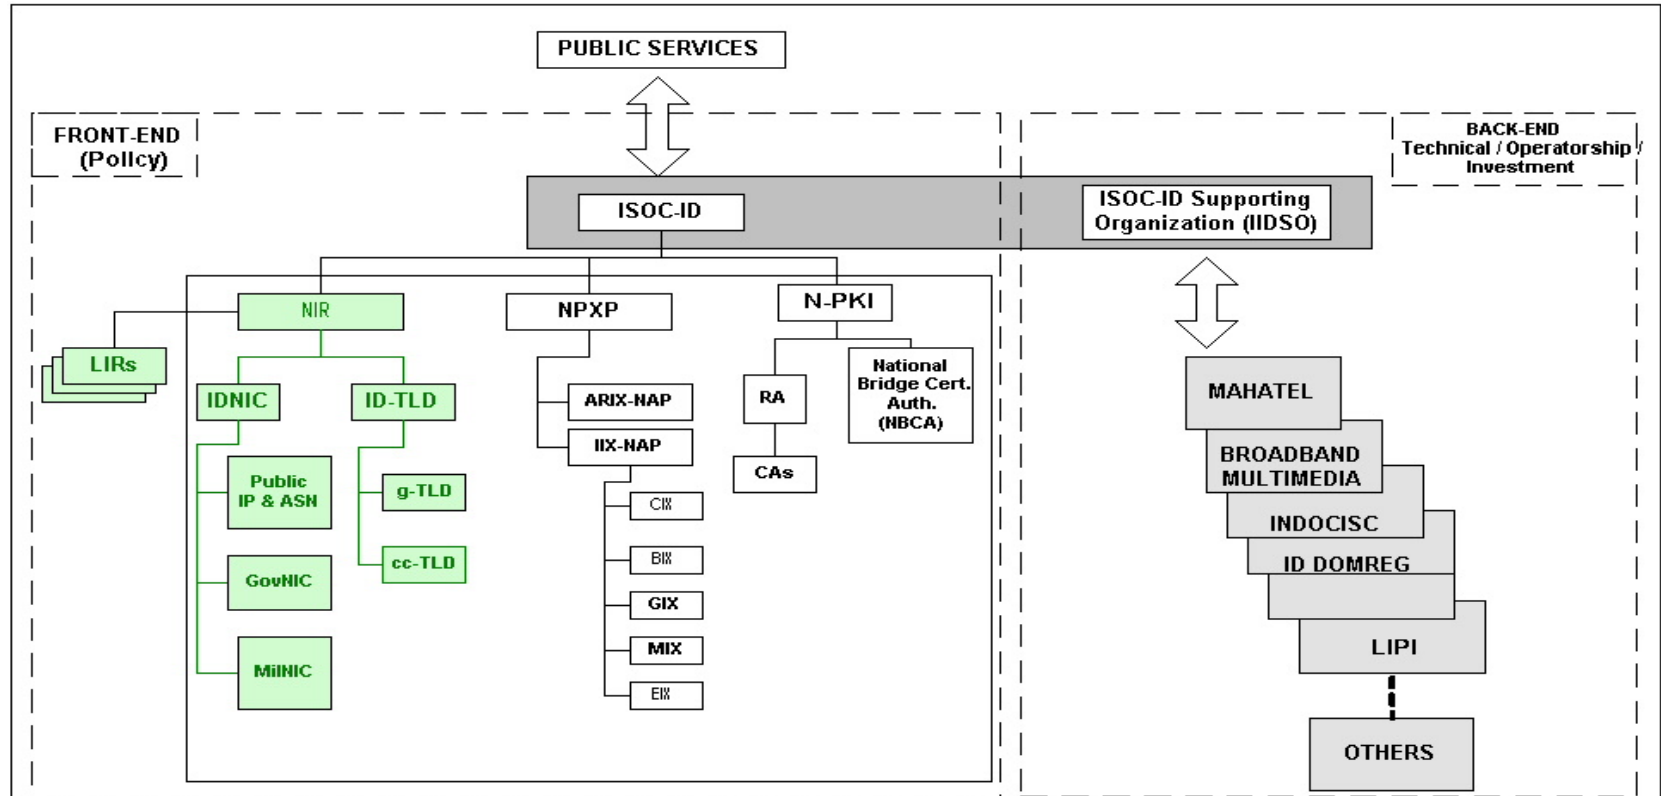 PUBLIC SERVICES
FRONT-END
(Policy)
BACK-END
Technical / Operatorship /
Investment
ISOC-ID
ISOC-ID Supporting
Organization (IIDSO)
NIR
NPXP
N-PKI
LIRs
IDNIC
ID-TLD
ARIX-NAP
IIX-NAP
RA
National
Bridge Cert.
Auth.
(NBCA)
CAs
Public
IP & ASN
g-TLD
cc-TLD
GovNIC
MilNIC
CIX
BIX
GIX
MIX
EIX
MAHATEL
BROADBAND
MULTIMEDIA
INDOCISC
ID DOMREG
LIPI
OTHERS